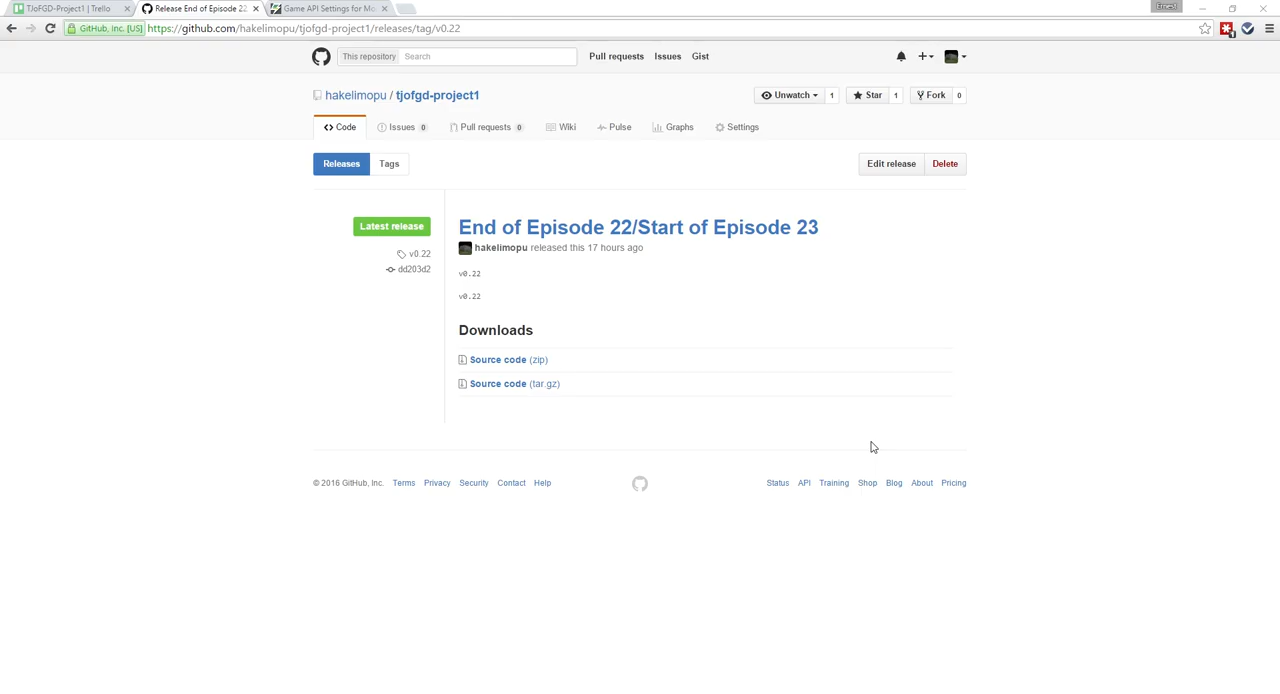 TJoFGD-Project1 | Trello
Release End of Episode 22
Game API Settings for Mo
Ernest
GitHub, Inc. [US] https://github.com/hakelimopu/tjofgd-project1/releases/tag/v0.22
This repository Search Pull requests Issues Gist
hakelimopu / tjofgd-project1 Unwatch 1 Star 1 Fork 0
Code Issues 0 Pull requests 0 Wiki Pulse Graphs Settings
Releases Tags Edit release Delete
Latest release
v0.22
dd203d2
End of Episode 22/Start of Episode 23
hakelimopu released this 17 hours ago
v0.22
v0.22
Downloads
Source code (zip)
Source code (tar.gz)
© 2016 GitHub, Inc. Terms Privacy Security Contact Help Status API Training Shop Blog About Pricing